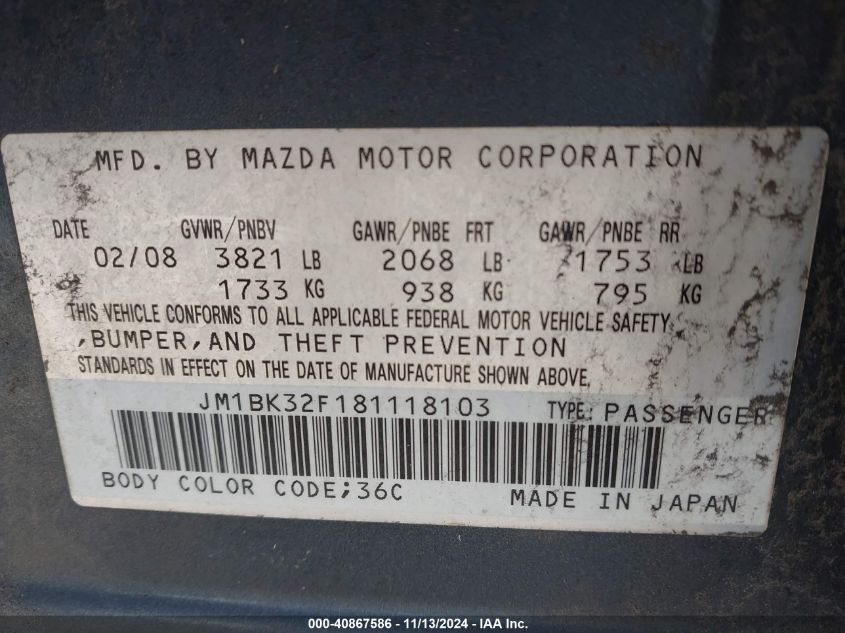 MFD. BY MAZDA MOTOR CORPORATION
DATE GVWR/PNBV GAWR/PNBE FRT GAWR/PNBE RR
02/08 3821 LB 2068 LB 1753 LB
1733 KG 938 KG 795 KG
THIS VEHICLE CONFORMS TO ALL APPLICABLE FEDERAL MOTOR VEHICLE SAFETY
,BUMPER,AND THEFT PREVENTION
STANDARDS IN EFFECT ON THE DATE OF MANUFACTURE SHOWN ABOVE.
JM1BK32F181118103 TYPE: PASSENGER
BODY COLOR CODE;36C MADE IN JAPAN
000-40867586 - 11/13/2024 - IAA Inc.